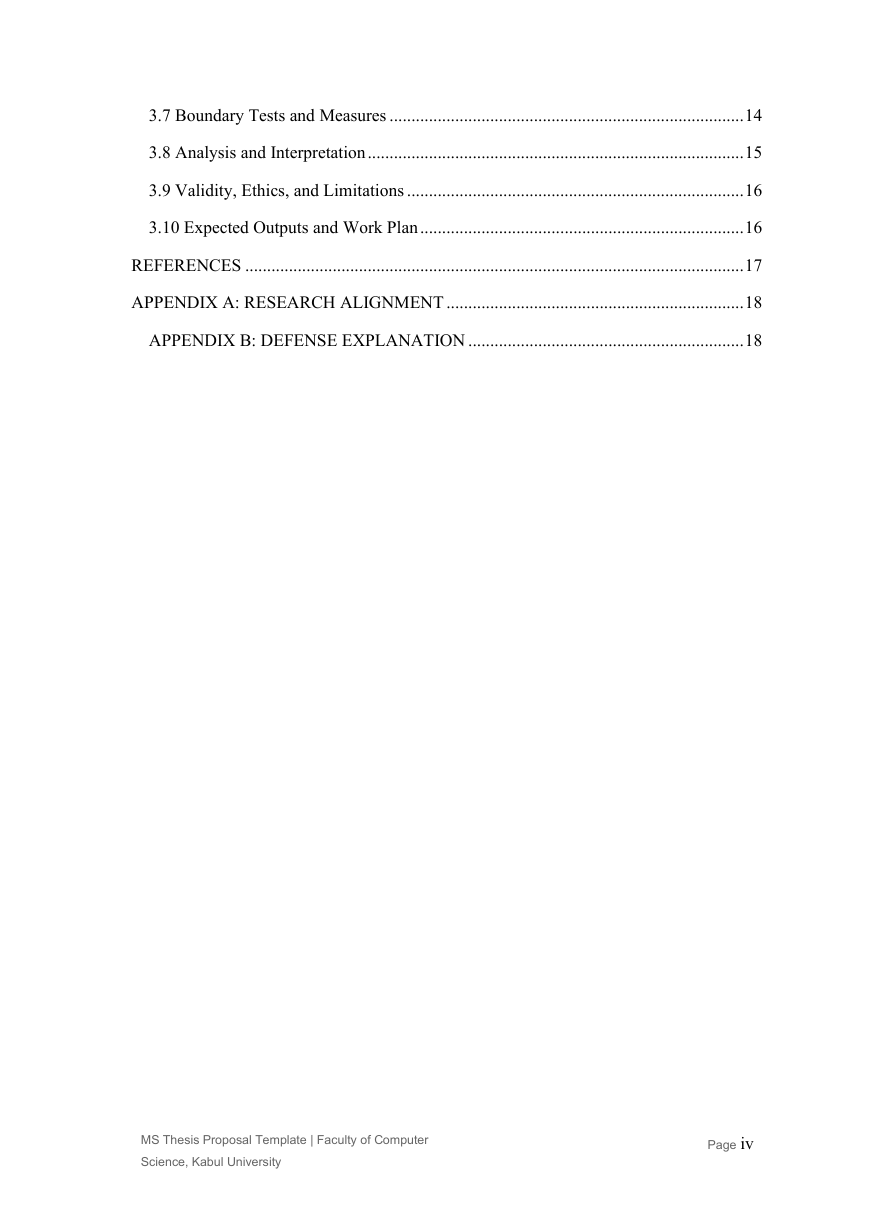 3.7 Boundary Tests and Measures ................................................................................. 14
3.8 Analysis and Interpretation ...................................................................................... 15
3.9 Validity, Ethics, and Limitations ............................................................................. 16
3.10 Expected Outputs and Work Plan .......................................................................... 16
REFERENCES .................................................................................................................. 17
APPENDIX A: RESEARCH ALIGNMENT .................................................................... 18
APPENDIX B: DEFENSE EXPLANATION ............................................................... 18
MS Thesis Proposal Template | Faculty of Computer
Science, Kabul University
Page iv